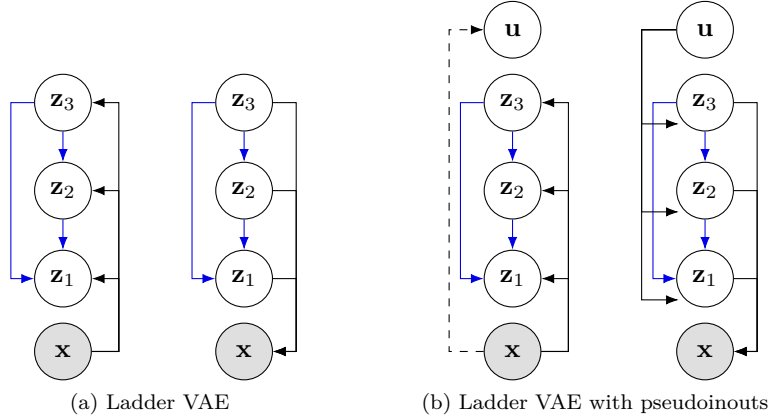 u u
z3 z3 z3 z3
z2 z2 z2 z2
z1 z1 z1 z1
x x x x
(a) Ladder VAE (b) Ladder VAE with pseudoinouts